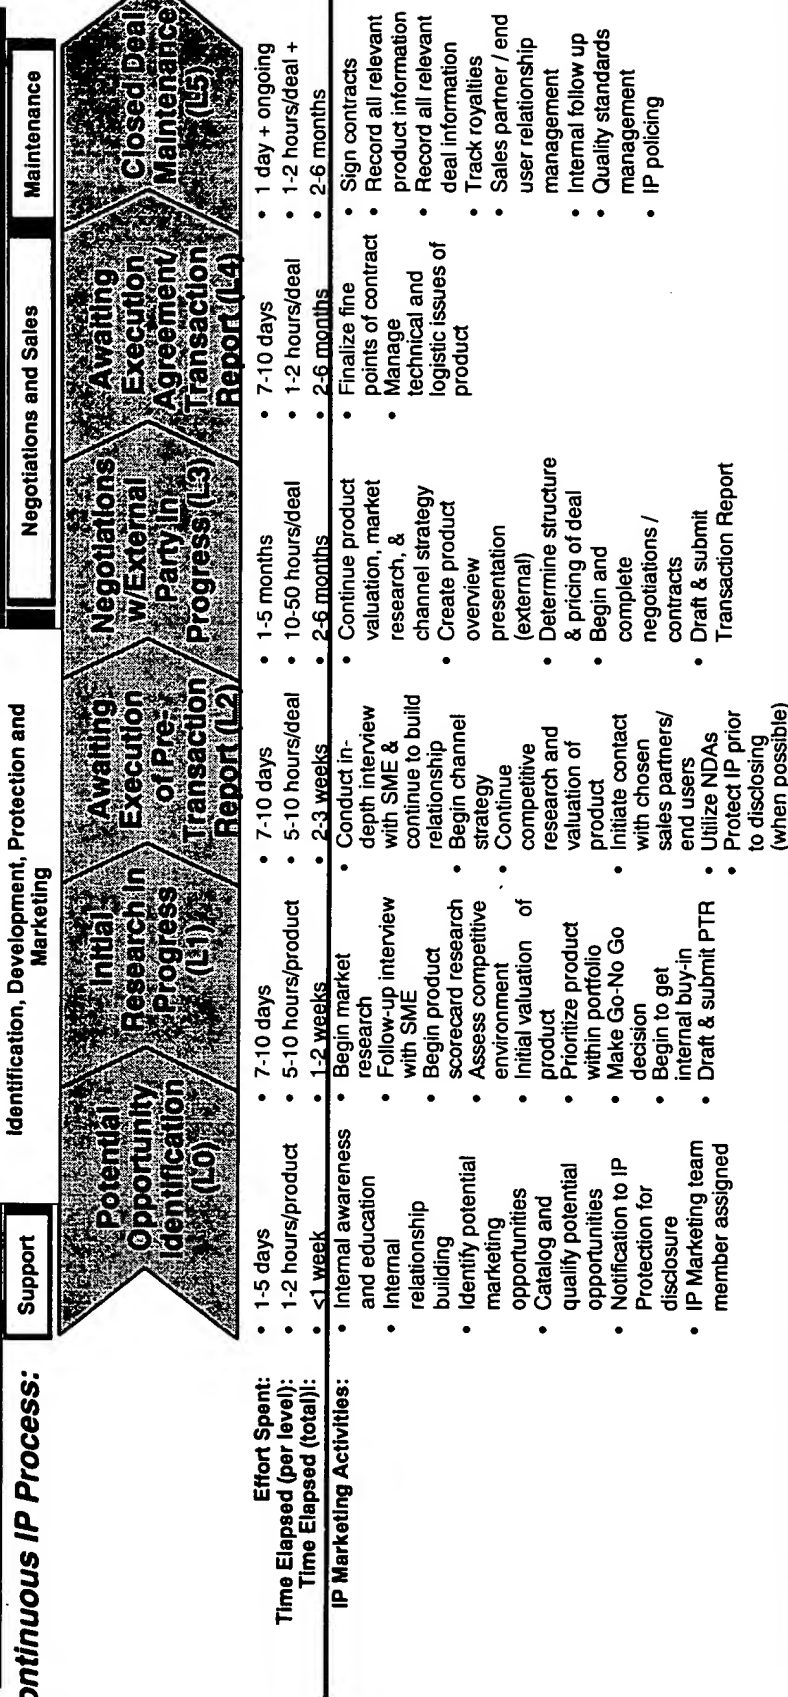 ontinuous IP Process:
Support
Identification, Development, Protection and
Marketing
Negotiations and Sales
Maintenance
Potential
Opportunity
Identification
(L0)
Initial
Research In
Progress
(L1)
Awaiting
Execution
of Pre-
Transaction
Report (L2)
Negotiations
w/External
Party In
Progress (L3)
Awaiting
Execution
Agreement/
Transaction
Report (L4)
Closed Deal
Maintenance
(L5)
Effort Spent:
Time Elapsed (per level):
Time Elapsed (total)l:
• 1-5 days
• 1-2 hours/product
• <1 week
• 7-10 days
• 5-10 hours/product
• 1-2 weeks
• 7-10 days
• 5-10 hours/deal
• 2-3 weeks
• 1-5 months
• 10-50 hours/deal
• 2-6 months
• 7-10 days
• 1-2 hours/deal
• 2-6 months
• 1 day + ongoing
• 1-2 hours/deal +
• 2-6 months
IP Marketing Activities:
• Internal awareness
and education
• Internal
relationship
building
• Identify potential
marketing
opportunities
• Catalog and
qualify potential
opportunities
• Notification to IP
Protection for
disclosure
• IP Marketing team
member assigned
• Begin market
research
• Follow-up interview
with SME
• Begin product
scorecard research
• Assess competitive
environment
• Initial valuation of
product
• Prioritize product
within portfolio
• Make Go-No Go
decision
• Begin to get
internal buy-in
• Draft & submit PTR
• Conduct in-
depth interview
with SME &
continue to build
relationship
• Begin channel
strategy
• Continue
competitive
research and
valuation of
product
• Initiate contact
with chosen
sales partners/
end users
• Utilize NDAs
• Protect IP prior
to disclosing
(when possible)
• Continue product
valuation, market
research, &
channel strategy
• Create product
overview
presentation
(external)
• Determine structure
& pricing of deal
• Begin and
complete
negotiations /
contracts
• Draft & submit
Transaction Report
• Finalize fine
points of contract
• Manage
technical and
logistic issues of
product
• Sign contracts
• Record all relevant
product information
• Record all relevant
deal information
• Track royalties
• Sales partner / end
user relationship
management
• Internal follow up
• Quality standards
management
• IP policing